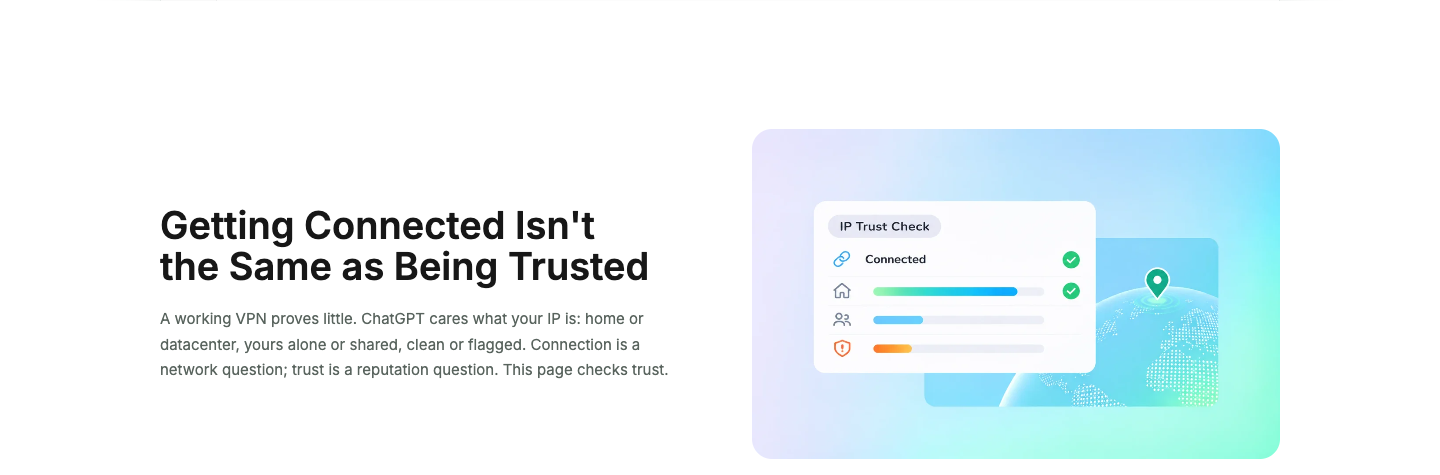 Getting Connected Isn't
the Same as Being Trusted
A working VPN proves little. ChatGPT cares what your IP is: home or
datacenter, yours alone or shared, clean or flagged. Connection is a
network question; trust is a reputation question. This page checks trust.
IP Trust Check
Connected